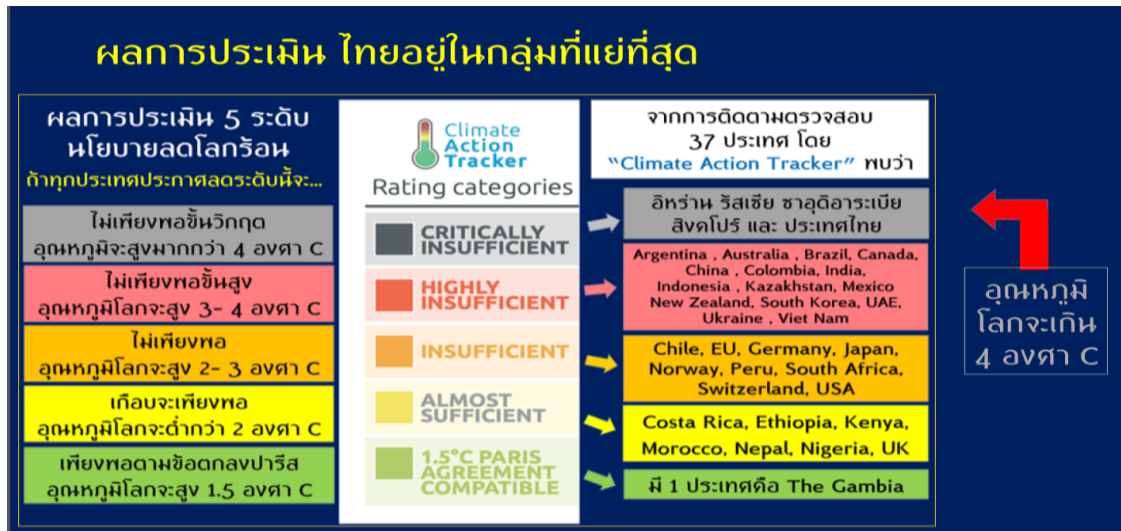 ผลการประเมิน ไทยอยู่ในกลุ่มที่แย่ที่สุด
ผลการประเมิน 5 ระดับ
นโยบายลดโลกร้อน
ถ้าทุกประเทศประกาศลดระดับนี้จะ...
ไม่เพียงพอขั้นวิกฤต
อุณหภูมิจะสูงมากกว่า 4 องศา C
ไม่เพียงพอขั้นสูง
อุณหภูมิโลกจะสูง 3- 4 องศา C
ไม่เพียงพอ
อุณหภูมิโลกจะสูง 2- 3 องศา C
เกือบจะเพียงพอ
อุณหภูมิโลกจะต่ำกว่า 2 องศา C
เพียงพอตามข้อตกลงปารีส
อุณหภูมิโลกจะสูง 1.5 องศา C
Climate
Action
Tracker
Rating categories
CRITICALLY
INSUFFICIENT
HIGHLY
INSUFFICIENT
INSUFFICIENT
ALMOST
SUFFICIENT
1.5°C PARIS
AGREEMENT
COMPATIBLE
จากการติดตามตรวจสอบ
37 ประเทศ โดย
“Climate Action Tracker” พบว่า
อิหร่าน รัสเซีย ซาอุดิอาระเบีย
สิงคโปร์ และ ประเทศไทย
Argentina , Australia , Brazil, Canada,
China , Colombia, India,
Indonesia , Kazakhstan, Mexico
New Zealand, South Korea, UAE,
Ukraine , Viet Nam
Chile, EU, Germany, Japan,
Norway, Peru, South Africa,
Switzerland, USA
Costa Rica, Ethiopia, Kenya,
Morocco, Nepal, Nigeria, UK
มี 1 ประเทศคือ The Gambia
อุณหภูมิ
โลกจะเกิน
4 องศา C